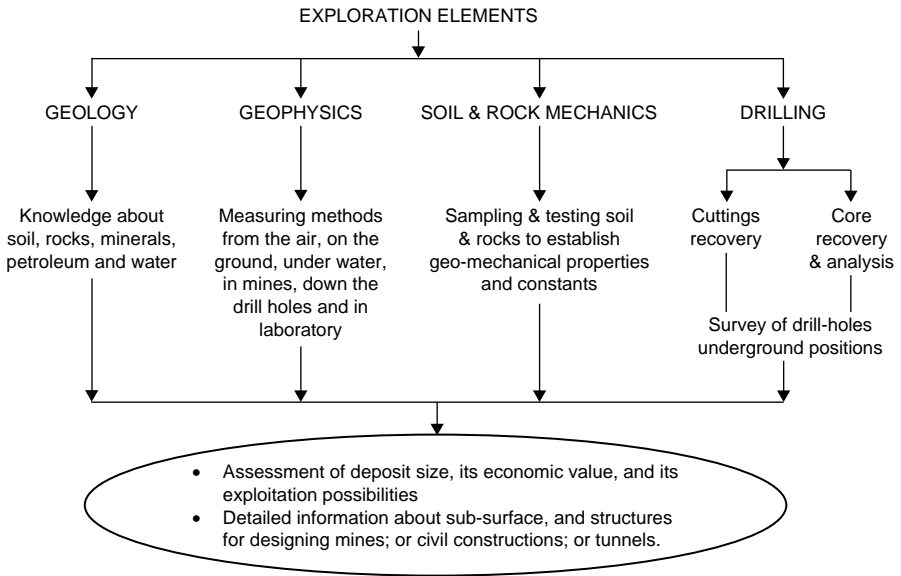 EXPLORATION ELEMENTS
GEOLOGY
GEOPHYSICS
SOIL & ROCK MECHANICS
DRILLING
Knowledge about
soil, rocks, minerals,
petroleum and water
Measuring methods
from the air, on the
ground, under water,
in mines, down the
drill holes and in
laboratory
Sampling & testing soil
& rocks to establish
geo-mechanical properties
and constants
Cuttings
recovery
Core
recovery
& analysis
Survey of drill-holes
underground positions
• Assessment of deposit size, its economic value, and its
exploitation possibilities
• Detailed information about sub-surface, and structures
for designing mines; or civil constructions; or tunnels.